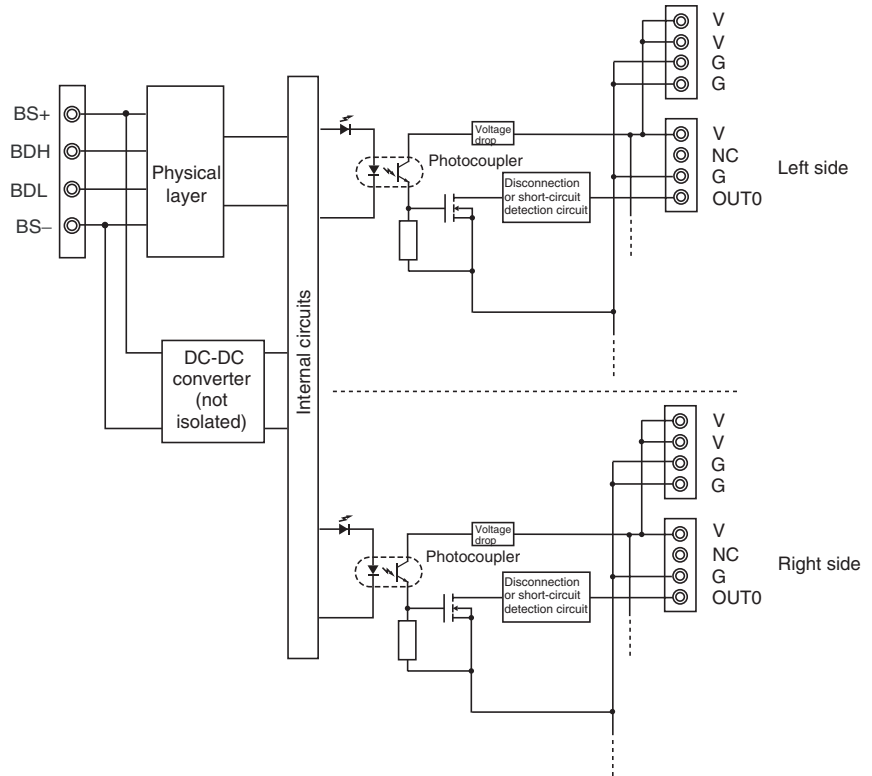 V
V
G
G
BS+
BDH
BDL
BS−
Physical
layer
Voltage
drop
Photocoupler
Disconnection
or short-circuit
detection circuit
V
NC
G
OUT0
Left side
Internal circuits
DC-DC
converter
(not
isolated)
V
V
G
G
Voltage
drop
Photocoupler
Disconnection
or short-circuit
detection circuit
V
NC
G
OUT0
Right side